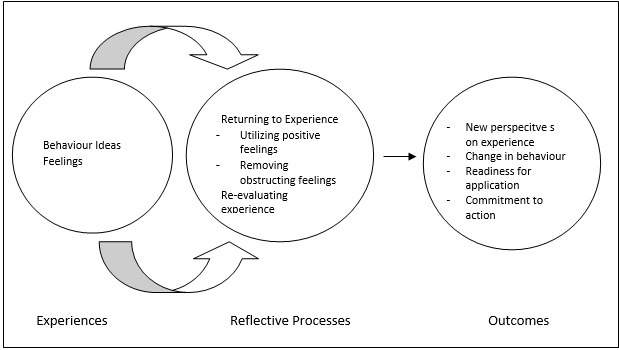 Behaviour Ideas
Feelings
Returning to Experience
- Utilizing positive
feelings
- Removing
obstructing feelings
Re-evaluating
experience
- New perspecitve s
on experience
- Change in behaviour
- Readiness for
application
- Commitment to
action
Experiences
Reflective Processes
Outcomes